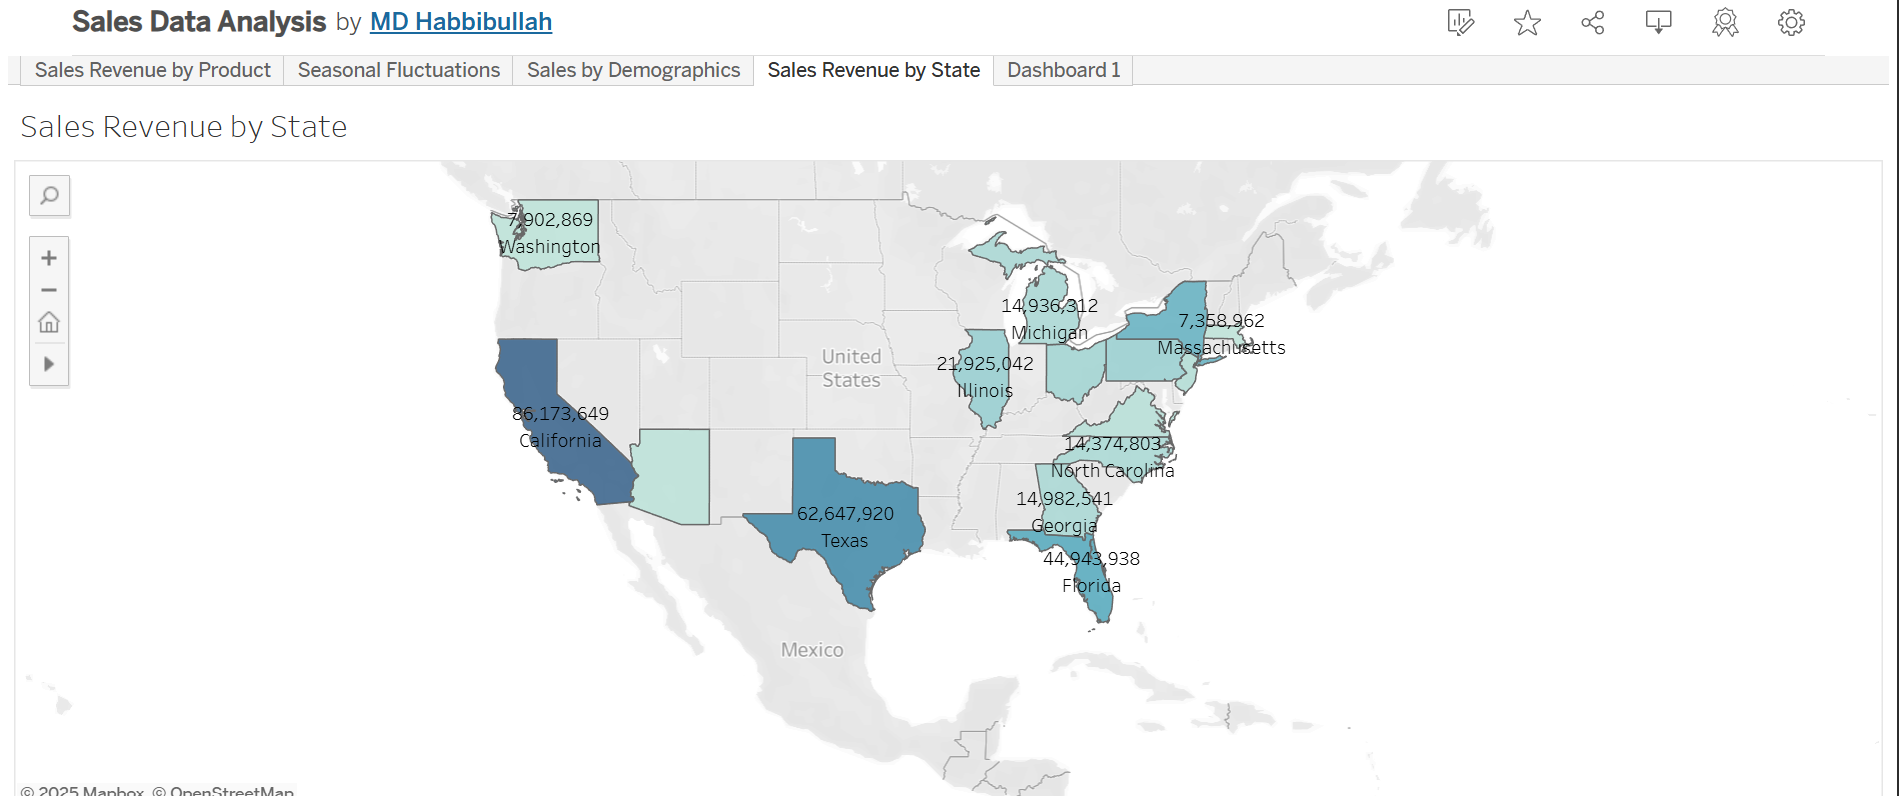 Sales Data Analysis by MD Habbibullah
Sales Revenue by Product
Seasonal Fluctuations
Sales by Demographics
Sales Revenue by State
Dashboard 1
Sales Revenue by State
7,902,869
Washington
14,936,312
Michigan
7,358,962
Massachusetts
United
States
21,925,042
Illinois
86,173,649
California
14,374,803
North Carolina
14,982,541
Georgia
62,647,920
Texas
44,943,938
Florida
Mexico
© 2025 Mapbox © OpenStreetMap